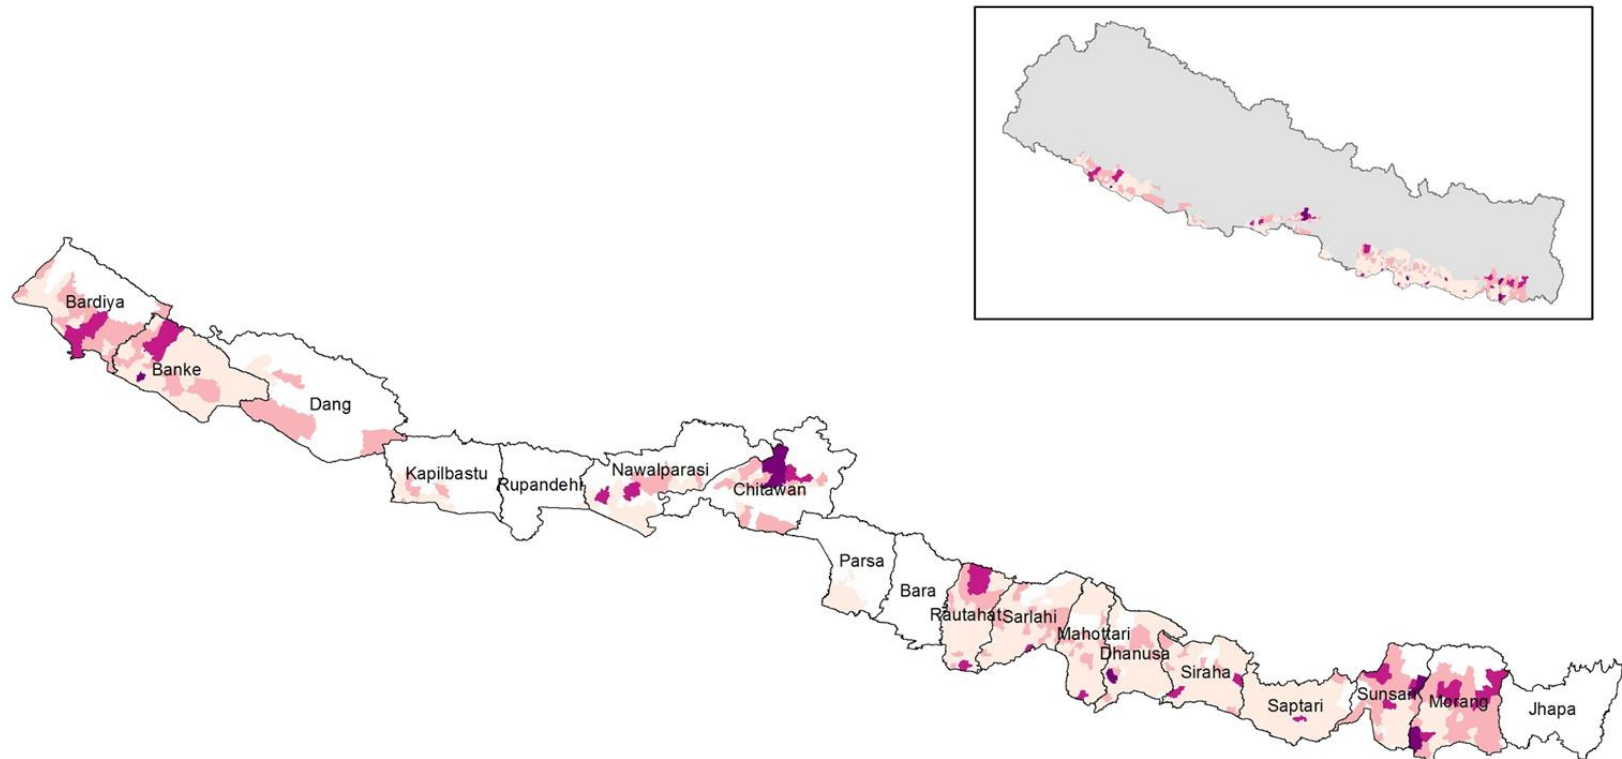 Bardiya
Banke
Dang
Kapilbastu
Rupandehi
Nawalparasi
Chitawan
Parsa
Bara
Rautahat
Sarlahi
Mahottari
Dhanusa
Siraha
Saptari
Sunsari
Morang
Jhapa